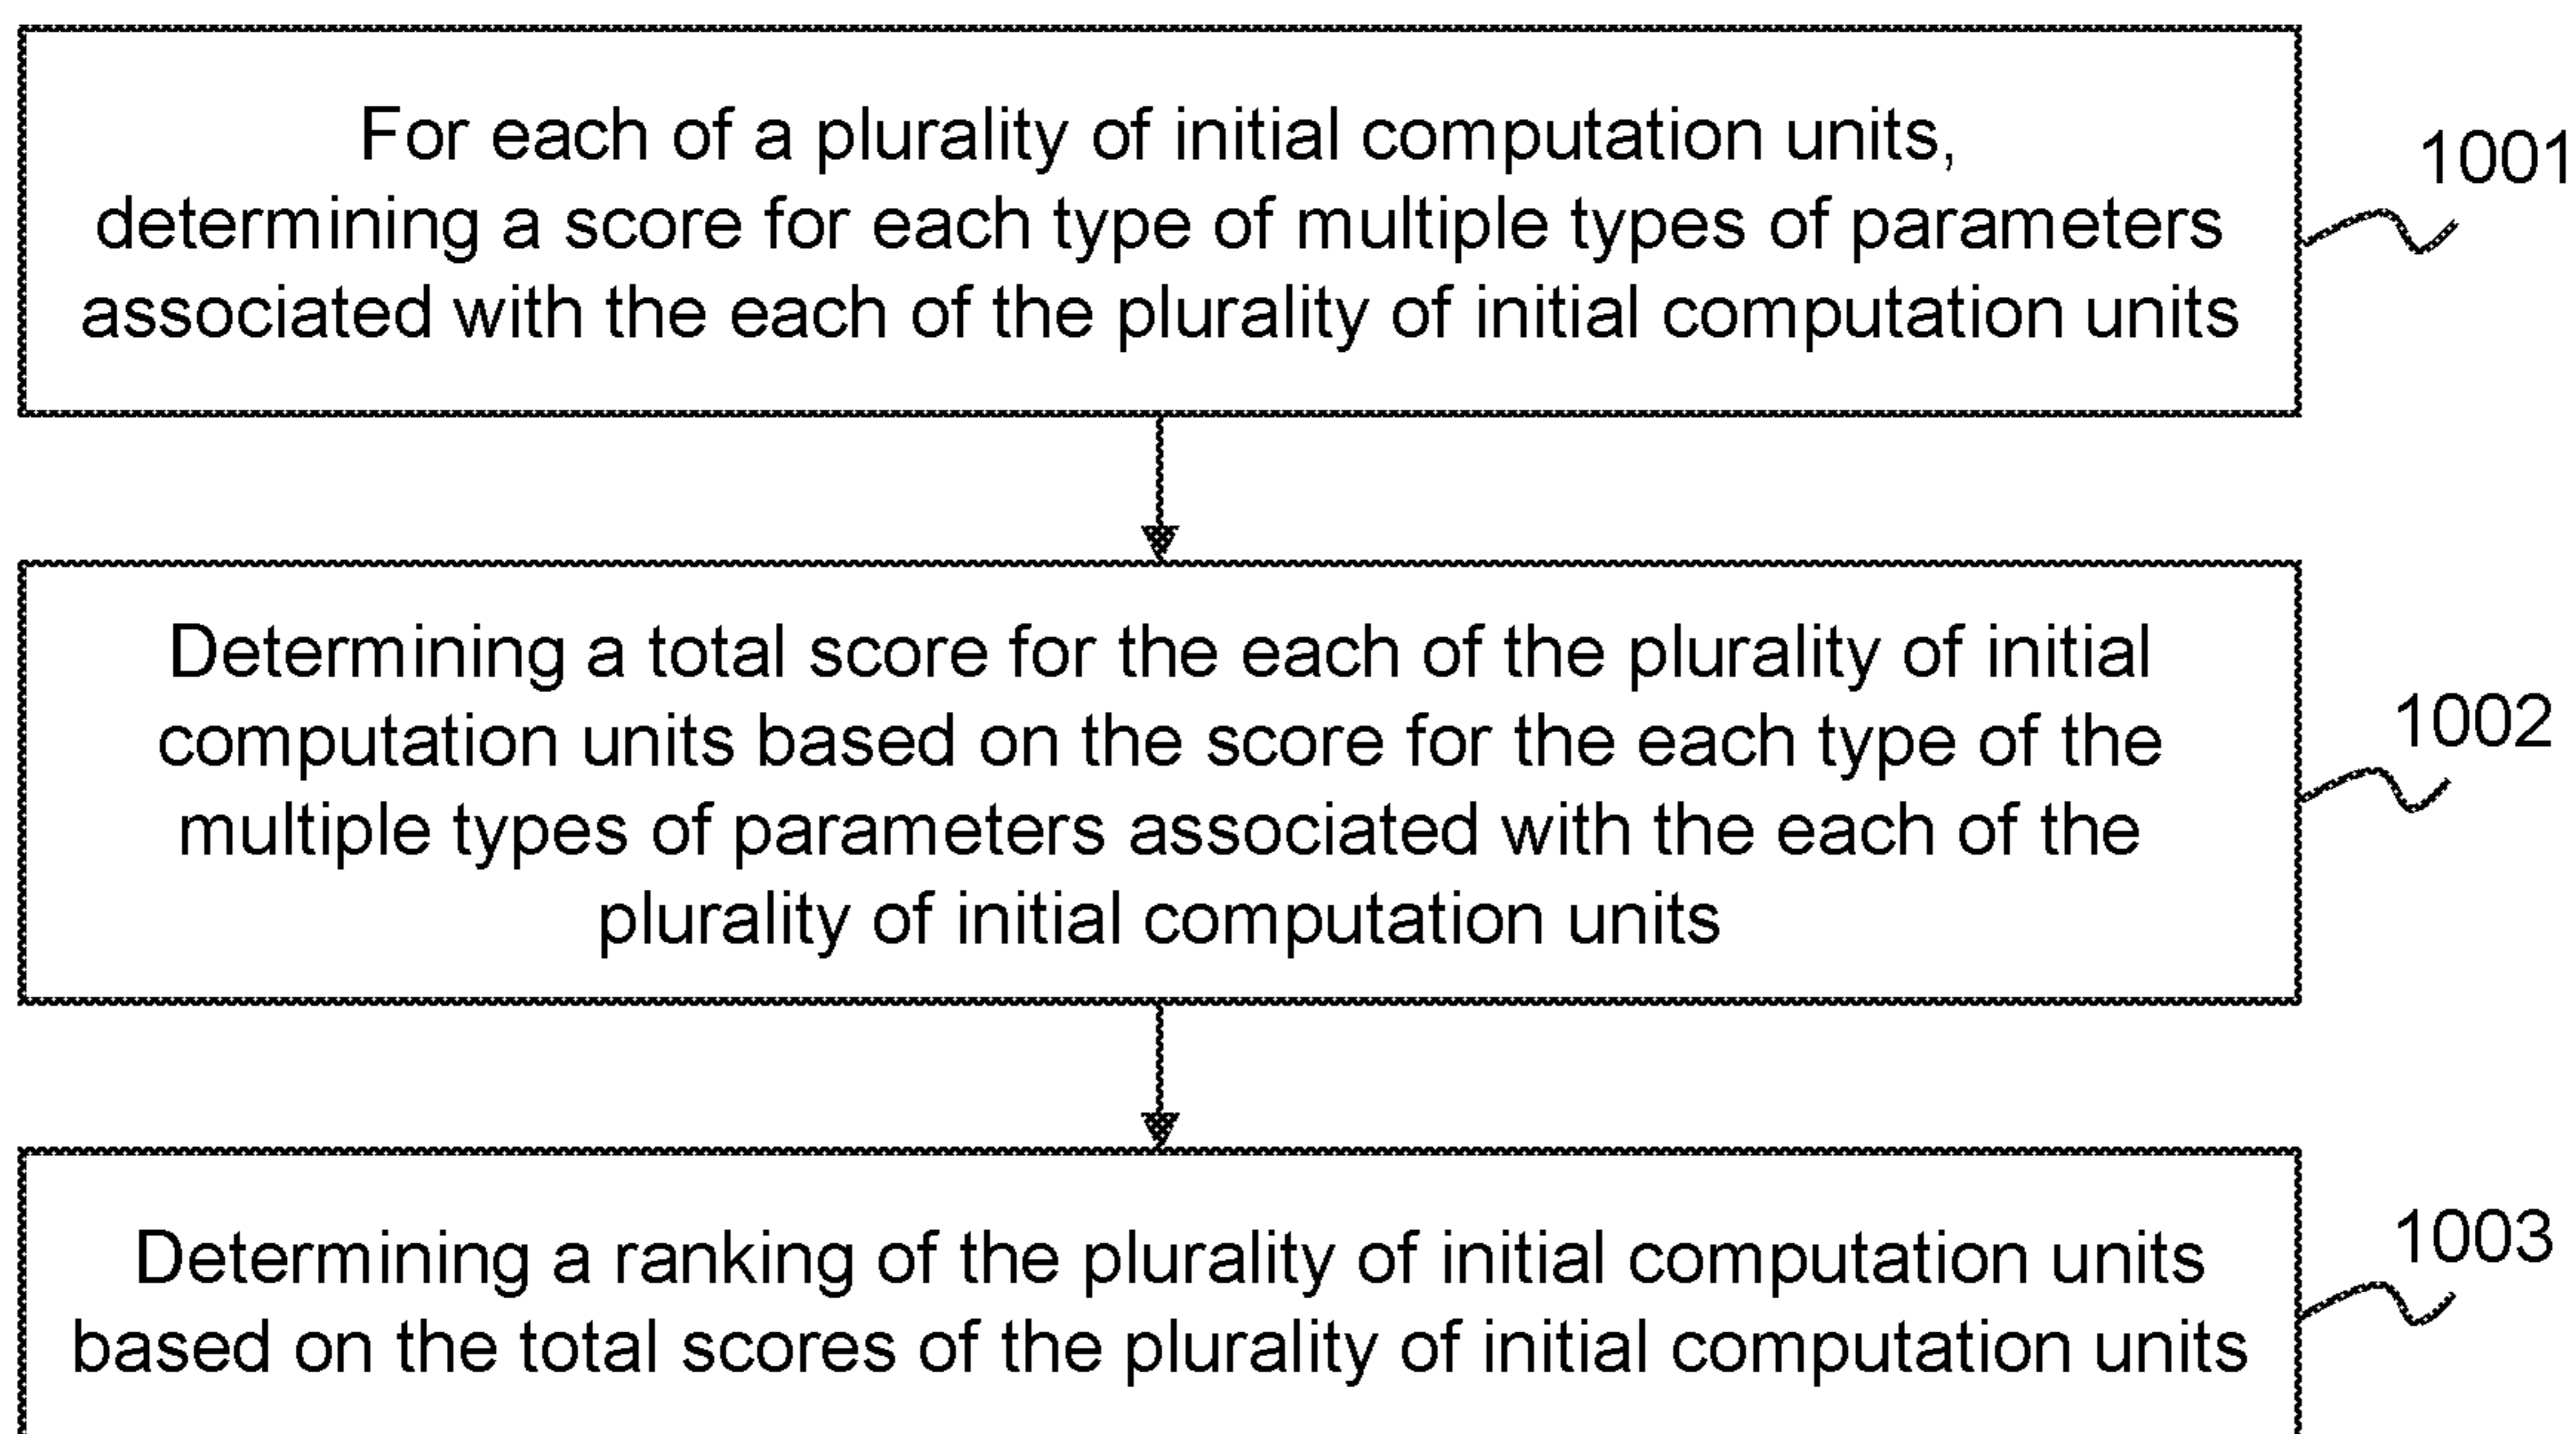 For each of a plurality of initial computation units,
determining a score for each type of multiple types of parameters
associated with the each of the plurality of initial computation units
1001
Determining a total score for the each of the plurality of initial
computation units based on the score for the each type of the
multiple types of parameters associated with the each of the
plurality of initial computation units
1002
Determining a ranking of the plurality of initial computation units
based on the total scores of the plurality of initial computation units
1003